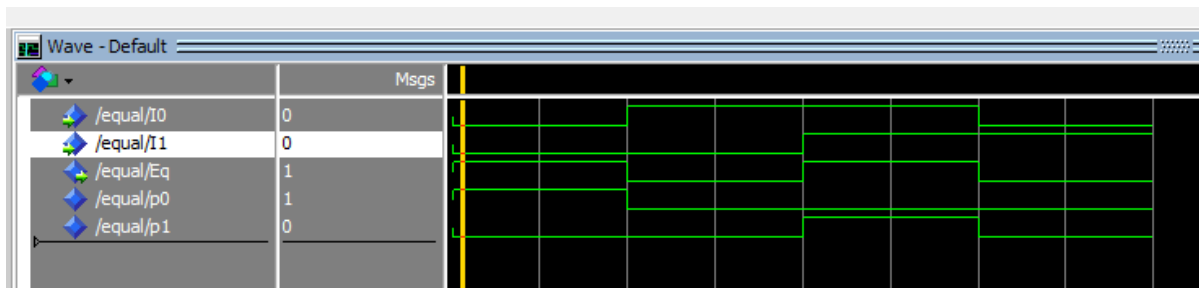 Wave - Default
Msgs
/equal/I0 0
/equal/I1 0
/equal/Eq 1
/equal/p0 1
/equal/p1 0